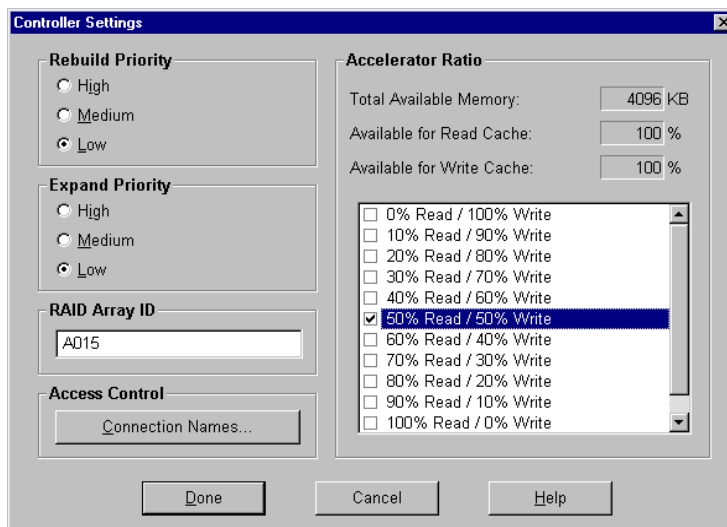 Controller Settings
Rebuild Priority
High
Medium
Low
Expand Priority
High
Medium
Low
RAID Array ID
A015
Access Control
Connection Names...
Accelerator Ratio
Total Available Memory: 4096 KB
Available for Read Cache: 100 %
Available for Write Cache: 100 %
0% Read / 100% Write
10% Read / 90% Write
20% Read / 80% Write
30% Read / 70% Write
40% Read / 60% Write
50% Read / 50% Write
60% Read / 40% Write
70% Read / 30% Write
80% Read / 20% Write
90% Read / 10% Write
100% Read / 0% Write
Done Cancel Help